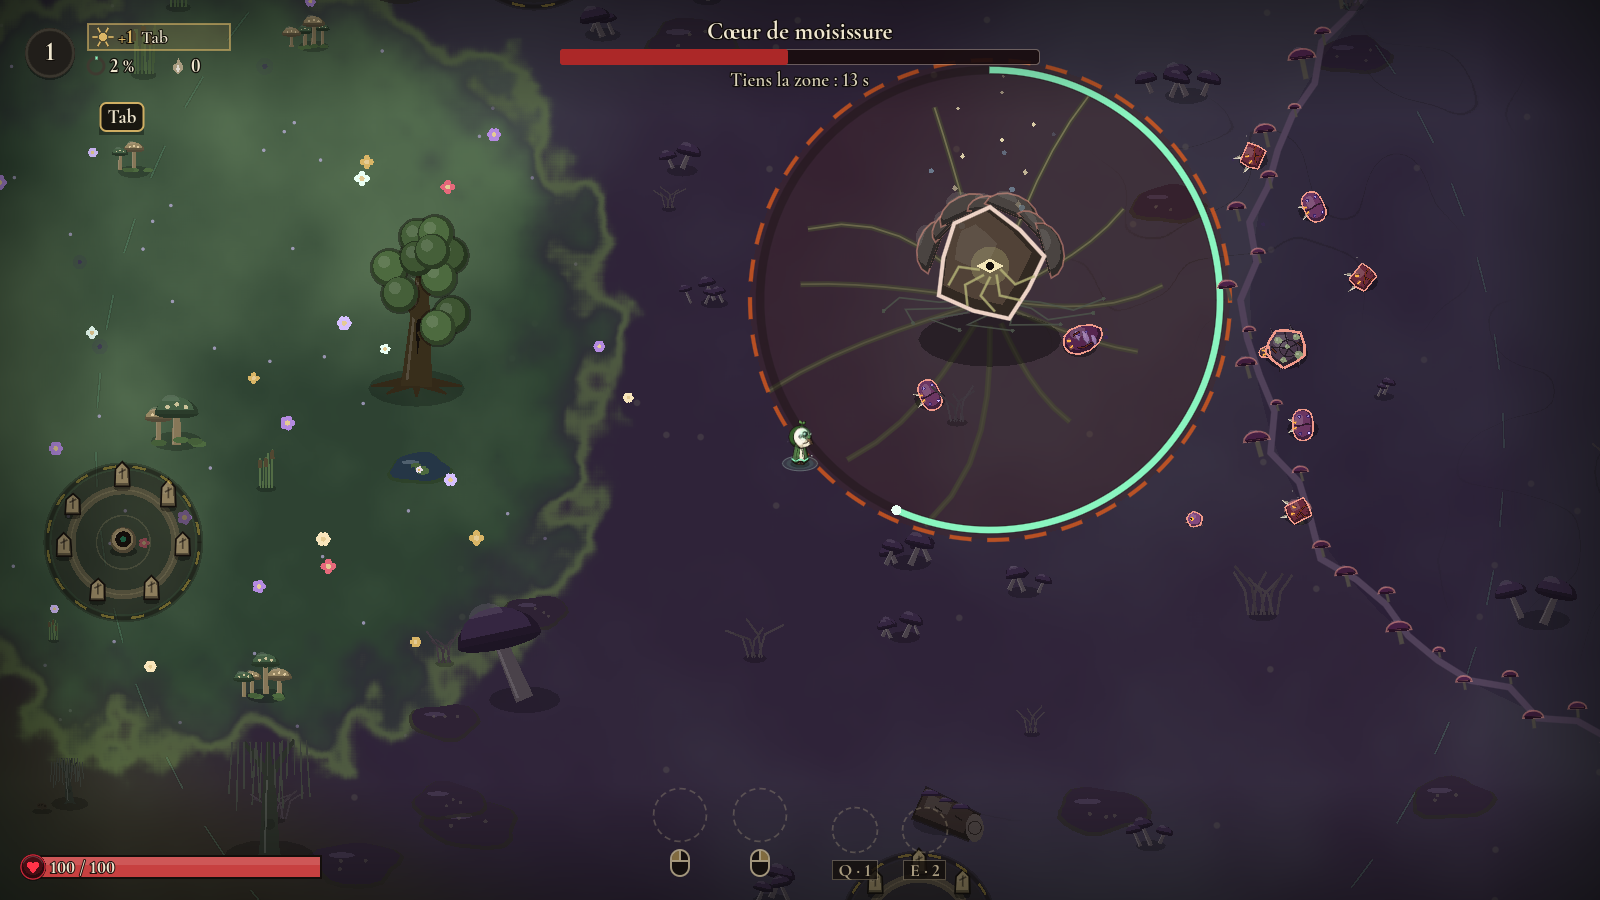 Cœur de moisissure
Tiens la zone : 13 s
1
+1 Tab
2 %
0
Tab
100 / 100
Q · 1
E · 2